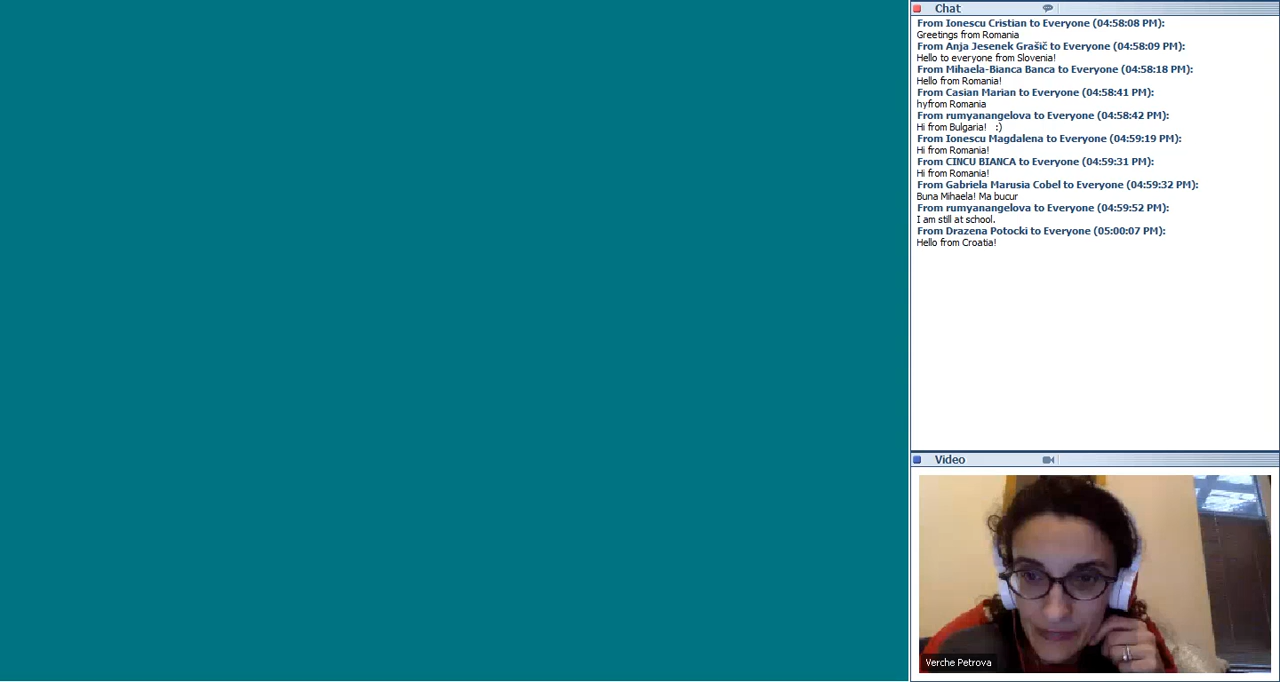 Chat
From Ionescu Cristian to Everyone (04:58:08 PM):
Greetings from Romania
From Anja Jesenek Grašič to Everyone (04:58:09 PM):
Hello to everyone from Slovenia!
From Mihaela-Bianca Banca to Everyone (04:58:18 PM):
Hello from Romania!
From Casian Marian to Everyone (04:58:41 PM):
hyfrom Romania
From rumyanangelova to Everyone (04:58:42 PM):
Hi from Bulgaria!   :)
From Ionescu Magdalena to Everyone (04:59:19 PM):
Hi from Romania!
From CINCU BIANCA to Everyone (04:59:31 PM):
Hi from Romania!
From Gabriela Marusia Cobel to Everyone (04:59:32 PM):
Buna Mihaela! Ma bucur
From rumyanangelova to Everyone (04:59:52 PM):
I am still at school.
From Drazena Potocki to Everyone (05:00:07 PM):
Hello from Croatia!
Video
Verche Petrova